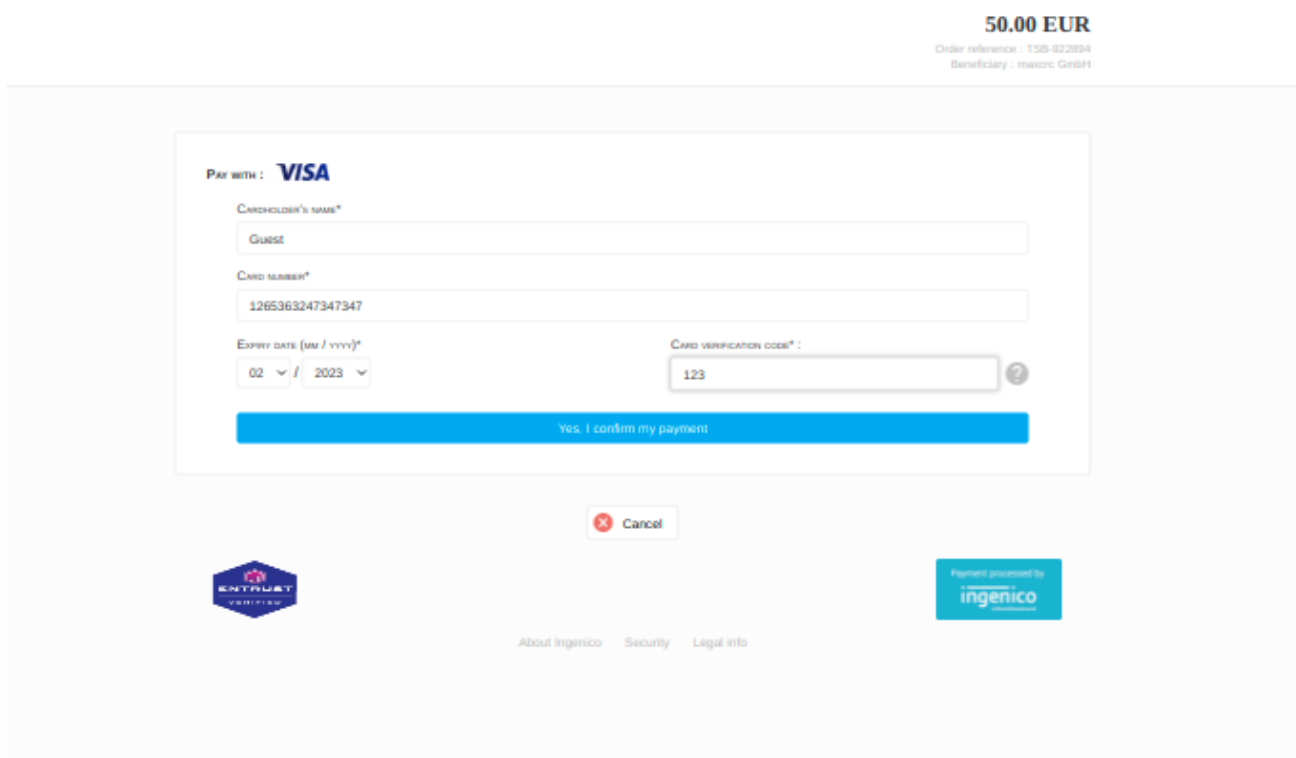 50.00 EUR
Order reference : TSB-922894
Beneficiary : maxcrc GmbH
Pay with : VISA
Cardholder's name*
Guest
Card number*
1265363247347347
Expiry date (mm / yyyy)*
Card verification code* :
02 / 2023
123
?
Yes, I confirm my payment
Cancel
ENTRUST
VERIFIED
Payment processed by
ingenico
About Ingenico Security Legal info